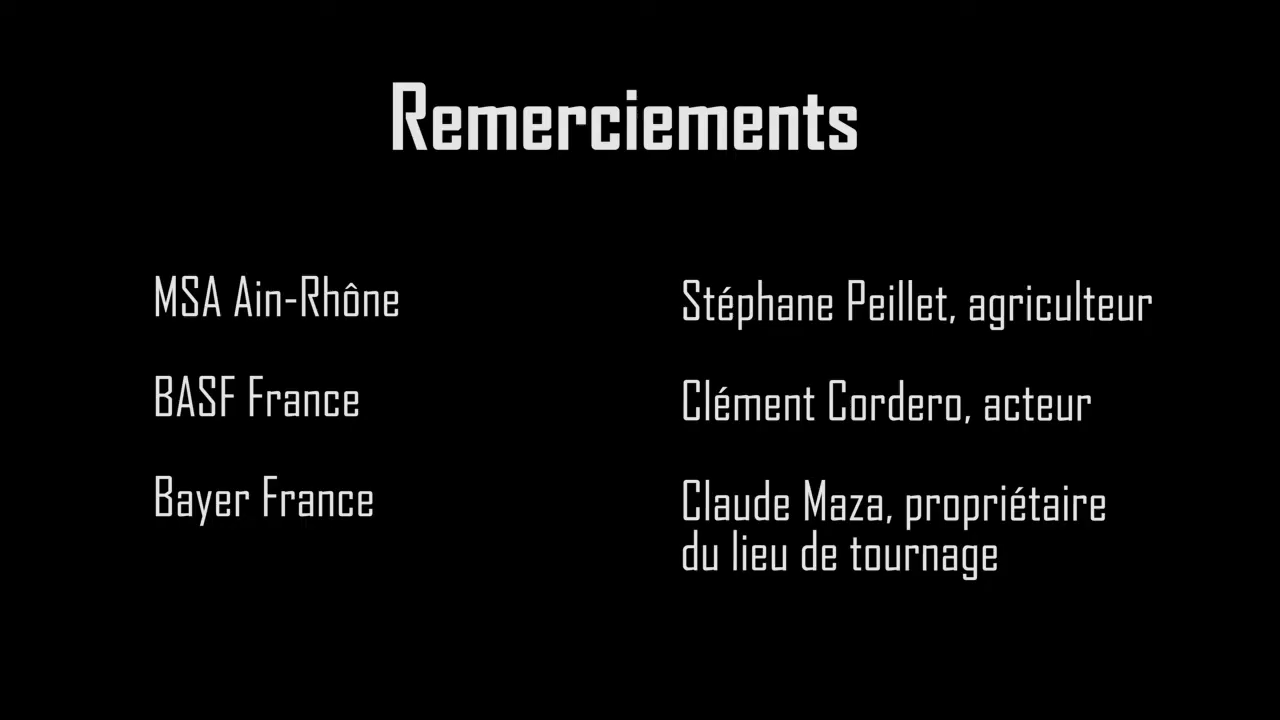 Remerciements
MSA Ain-Rhône
BASF France
Bayer France
Stéphane Peillet, agriculteur
Clément Cordero, acteur
Claude Maza, propriétaire
du lieu de tournage